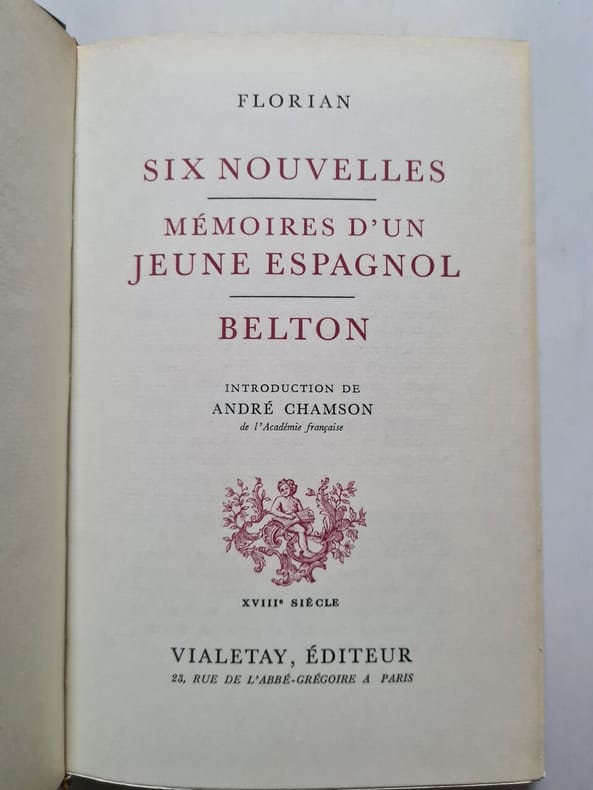 FLORIAN
SIX NOUVELLES
MÉMOIRES D'UN
JEUNE ESPAGNOL
BELTON
INTRODUCTION DE
ANDRÉ CHAMSON
de l'Académie française
XVIIIᵉ SIÈCLE
VIALETAY, ÉDITEUR
23, RUE DE L'ABBÉ-GRÉGOIRE A PARIS